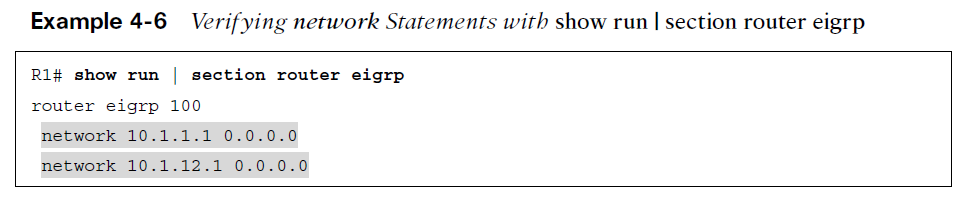 Example 4-6 Verifying network Statements with show run | section router eigrp
R1# show run | section router eigrp
router eigrp 100
network 10.1.1.1 0.0.0.0
network 10.1.12.1 0.0.0.0